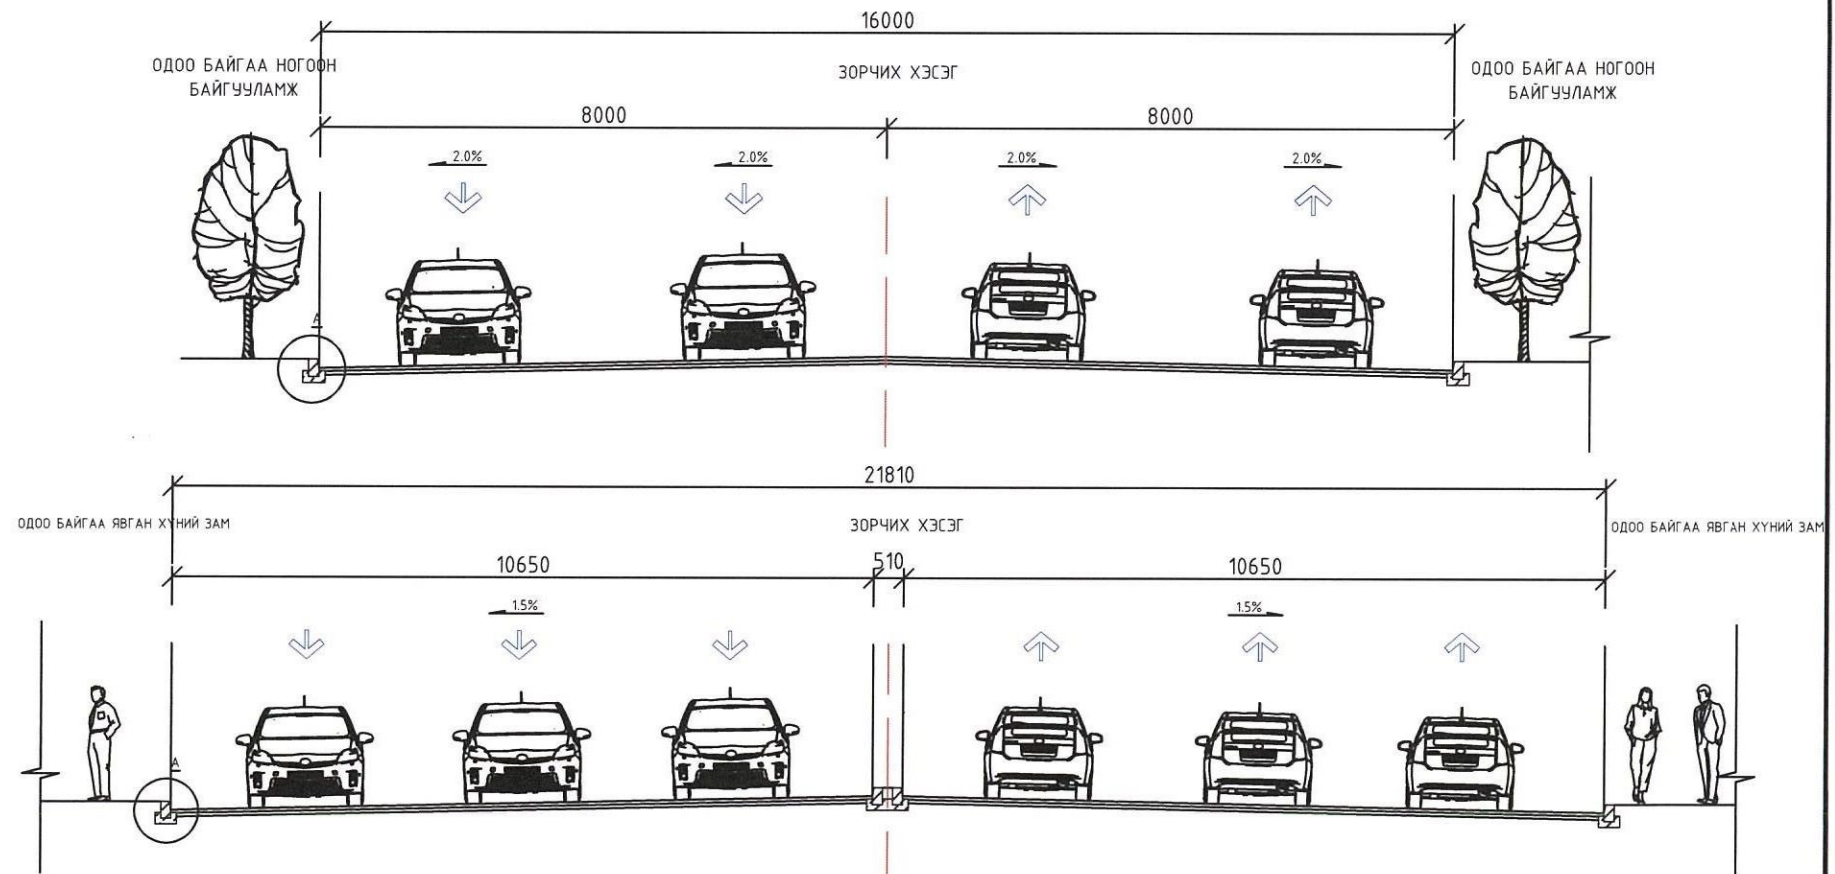 16000
ОДОО БАЙГАА НОГООН
БАЙГУУЛАМЖ
ЗОРЧИХ ХЭСЭГ
ОДОО БАЙГАА НОГООН
БАЙГУУЛАМЖ
8000
8000
2.0%
2.0%
2.0%
2.0%
А
21810
ОДОО БАЙГАА ЯВГАН ХҮНИЙ ЗАМ
ЗОРЧИХ ХЭСЭГ
ОДОО БАЙГАА ЯВГАН ХҮНИЙ ЗАМ
10650
510
10650
1.5%
1.5%
А